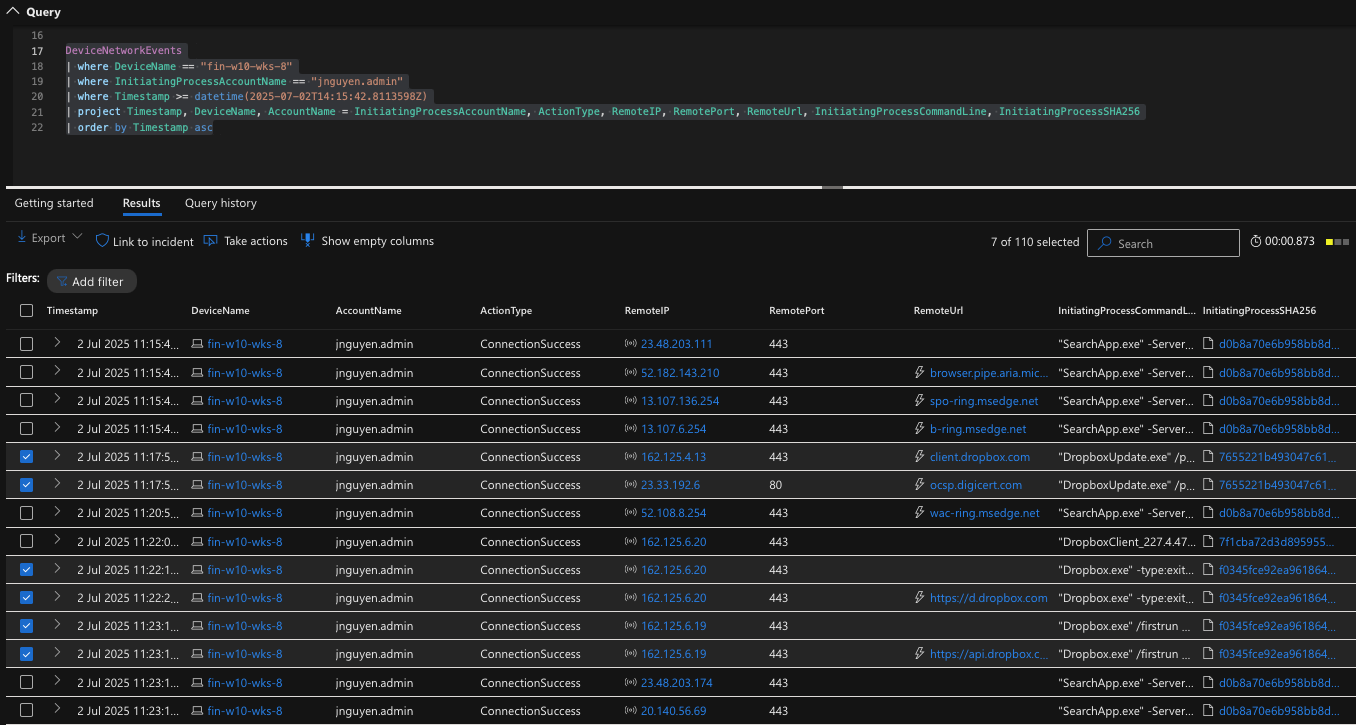 Query
16
17 DeviceNetworkEvents
18 | where DeviceName == "fin-w10-wks-8"
19 | where InitiatingProcessAccountName == "jnguyen.admin"
20 | where Timestamp >= datetime(2025-07-02T14:15:42.8113598Z)
21 | project Timestamp, DeviceName, AccountName = InitiatingProcessAccountName, ActionType, RemoteIP, RemotePort, RemoteUrl, InitiatingProcessCommandLine, InitiatingProcessSHA256
22 | order by Timestamp asc
Getting started Results Query history
Export Link to incident Take actions Show empty columns 7 of 110 selected Search 00:00.873
Filters: Add filter
Timestamp DeviceName AccountName ActionType RemoteIP RemotePort RemoteUrl InitiatingProcessCommandL... InitiatingProcessSHA256
2 Jul 2025 11:15:4... fin-w10-wks-8 jnguyen.admin ConnectionSuccess 23.48.203.111 443 "SearchApp.exe" -Server... d0b8a70e6b958bb8d...
2 Jul 2025 11:15:4... fin-w10-wks-8 jnguyen.admin ConnectionSuccess 52.182.143.210 443 browser.pipe.aria.mic... "SearchApp.exe" -Server... d0b8a70e6b958bb8d...
2 Jul 2025 11:15:4... fin-w10-wks-8 jnguyen.admin ConnectionSuccess 13.107.136.254 443 spo-ring.msedge.net "SearchApp.exe" -Server... d0b8a70e6b958bb8d...
2 Jul 2025 11:15:4... fin-w10-wks-8 jnguyen.admin ConnectionSuccess 13.107.6.254 443 b-ring.msedge.net "SearchApp.exe" -Server... d0b8a70e6b958bb8d...
2 Jul 2025 11:17:5... fin-w10-wks-8 jnguyen.admin ConnectionSuccess 162.125.4.13 443 client.dropbox.com "DropboxUpdate.exe" /p... 7655221b493047c61...
2 Jul 2025 11:17:5... fin-w10-wks-8 jnguyen.admin ConnectionSuccess 23.33.192.6 80 ocsp.digicert.com "DropboxUpdate.exe" /p... 7655221b493047c61...
2 Jul 2025 11:20:5... fin-w10-wks-8 jnguyen.admin ConnectionSuccess 52.108.8.254 443 wac-ring.msedge.net "SearchApp.exe" -Server... d0b8a70e6b958bb8d...
2 Jul 2025 11:22:0... fin-w10-wks-8 jnguyen.admin ConnectionSuccess 162.125.6.20 443 "DropboxClient_227.4.47... 7f1cba72d3d895955...
2 Jul 2025 11:22:1... fin-w10-wks-8 jnguyen.admin ConnectionSuccess 162.125.6.20 443 "Dropbox.exe" -type:exit... f0345fce92ea961864...
2 Jul 2025 11:22:2... fin-w10-wks-8 jnguyen.admin ConnectionSuccess 162.125.6.20 443 https://d.dropbox.com "Dropbox.exe" -type:exit... f0345fce92ea961864...
2 Jul 2025 11:23:1... fin-w10-wks-8 jnguyen.admin ConnectionSuccess 162.125.6.19 443 "Dropbox.exe" /firstrun ... f0345fce92ea961864...
2 Jul 2025 11:23:1... fin-w10-wks-8 jnguyen.admin ConnectionSuccess 162.125.6.19 443 https://api.dropbox.c... "Dropbox.exe" /firstrun ... f0345fce92ea961864...
2 Jul 2025 11:23:1... fin-w10-wks-8 jnguyen.admin ConnectionSuccess 23.48.203.174 443 "SearchApp.exe" -Server... d0b8a70e6b958bb8d...
2 Jul 2025 11:23:1... fin-w10-wks-8 jnguyen.admin ConnectionSuccess 20.140.56.69 443 "SearchApp.exe" -Server... d0b8a70e6b958bb8d...